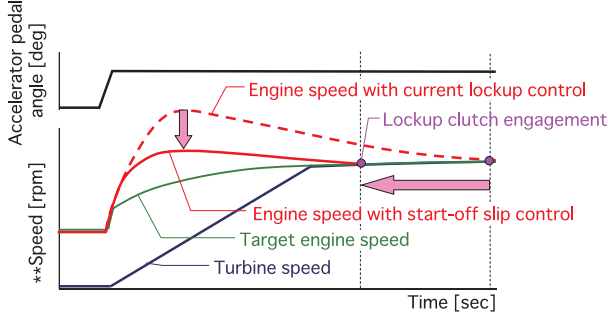 Accelerator pedal
angle [deg]
Engine speed with current lockup control
Lockup clutch engagement
**Speed [rpm]
Engine speed with start-off slip control
Target engine speed
Turbine speed
Time [sec]